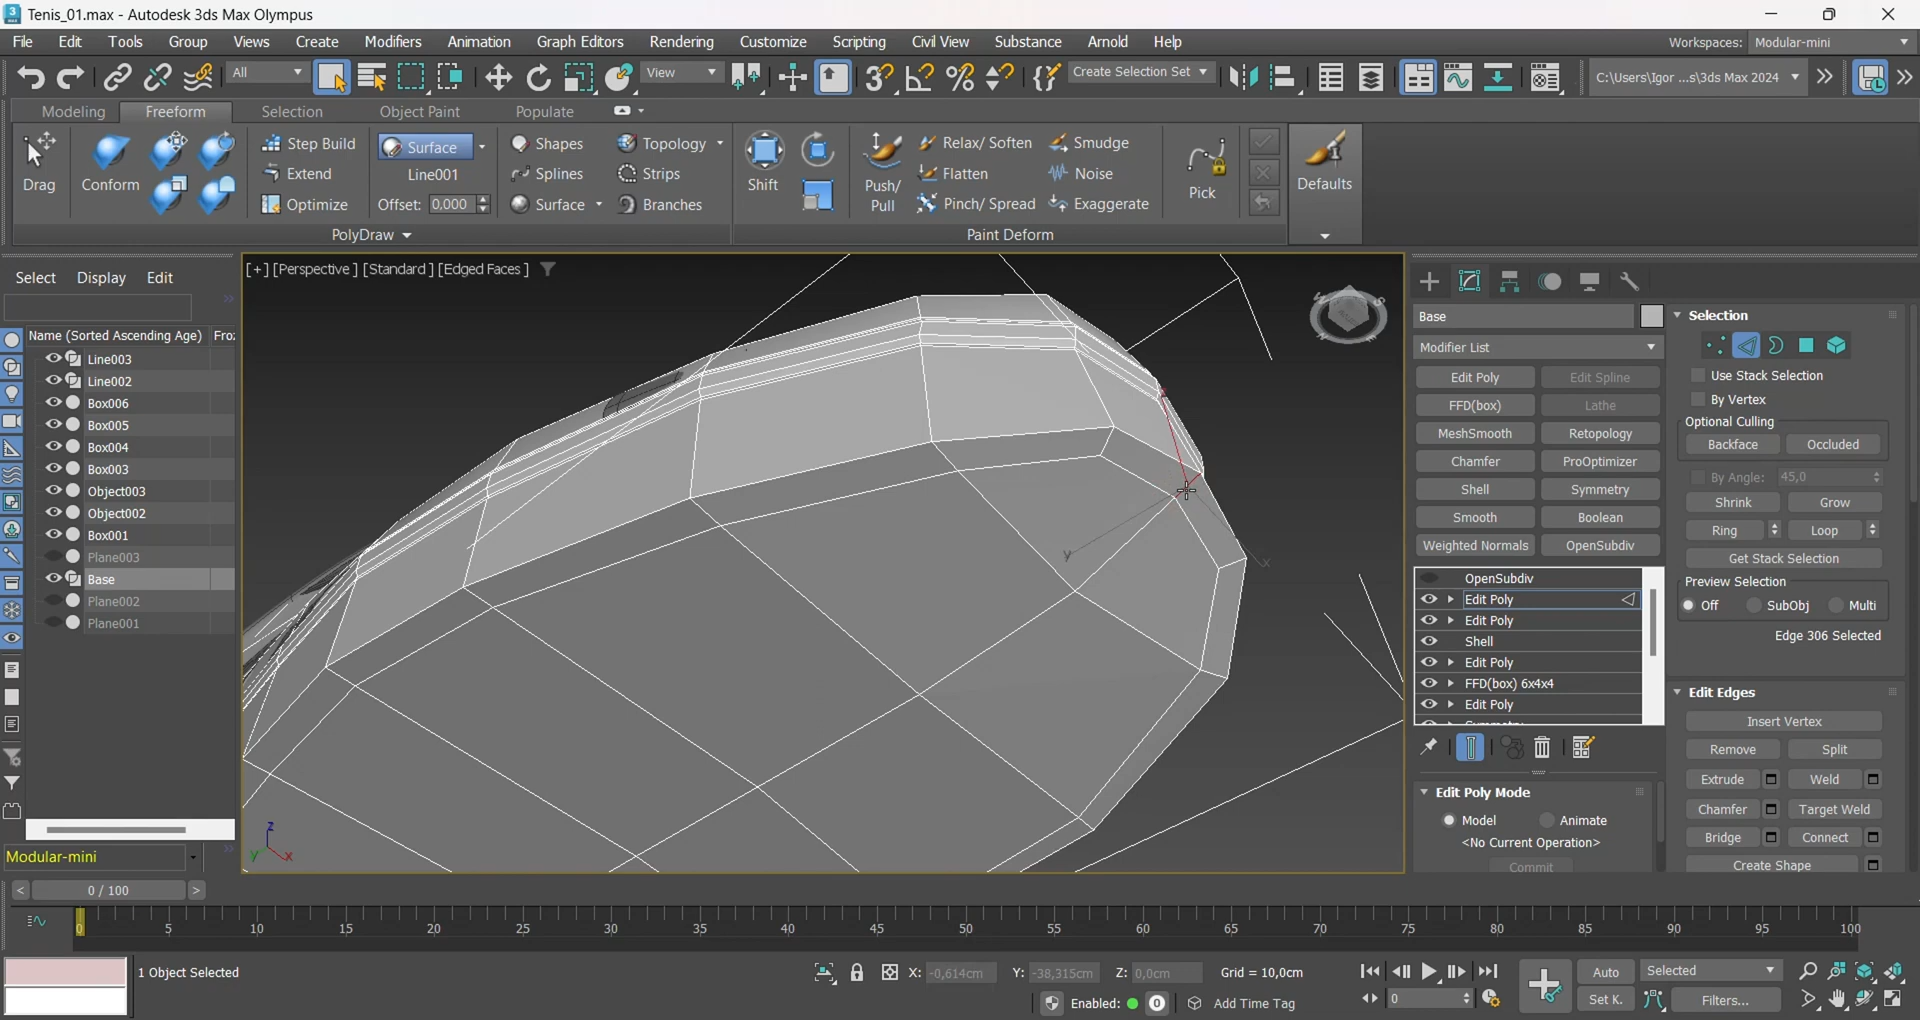 Tenis_01.max - Autodesk 3ds Max Olympus
File Edit Tools Group Views Create Modifiers Animation Graph Editors Rendering Customize Scripting Civil View Substance Arnold Help Workspaces: Modular-mini
All View Create Selection Set C:\Users\Igor ...s\3ds Max 2024
Modeling Freeform Selection Object Paint Populate
Drag Conform Step Build Extend Optimize
Surface Line001 Offset: 0,000
Shapes Splines Surface
Topology Strips Branches
Shift Push/ Pull
Relax/ Soften Flatten Pinch/ Spread
Smudge Noise Exaggerate
Pick Defaults
PolyDraw Paint Deform
Select Display Edit
Name (Sorted Ascending Age) Fro
Line003
Line002
Box006
Box005
Box004
Box003
Object003
Object002
Box001
Plane003
Base
Plane002
Plane001
Modular-mini
[+] [Perspective] [Standard] [Edged Faces]
y
x
z
y x
Base
Modifier List
Edit Poly Edit Spline
FFD(box) Lathe
MeshSmooth Retopology
Chamfer ProOptimizer
Shell Symmetry
Smooth Boolean
Weighted Normals OpenSubdiv
OpenSubdiv
Edit Poly
Edit Poly
Shell
Edit Poly
FFD(box) 6x4x4
Edit Poly
Edit Poly Mode
Model Animate
<No Current Operation>
Commit
Selection
Use Stack Selection
By Vertex
Optional Culling
Backface Occluded
By Angle: 45,0
Shrink Grow
Ring Loop
Get Stack Selection
Preview Selection
Off SubObj Multi
Edge 306 Selected
Edit Edges
Insert Vertex
Remove Split
Extrude Weld
Chamfer Target Weld
Bridge Connect
Create Shape
0 / 100
0 5 10 15 20 25 30 35 40 45 50 55 60 65 70 75 80 85 90 95 100
1 Object Selected
X: -0,614cm Y: -38,315cm Z: 0,0cm Grid = 10,0cm
Enabled: 0 Add Time Tag
0
Auto Selected
Set K. Filters...